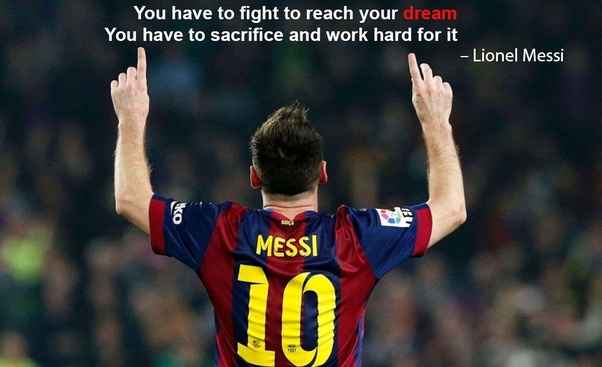 You have to fight to reach your dream
You have to sacrifice and work hard for it
– Lionel Messi
MESSI
10